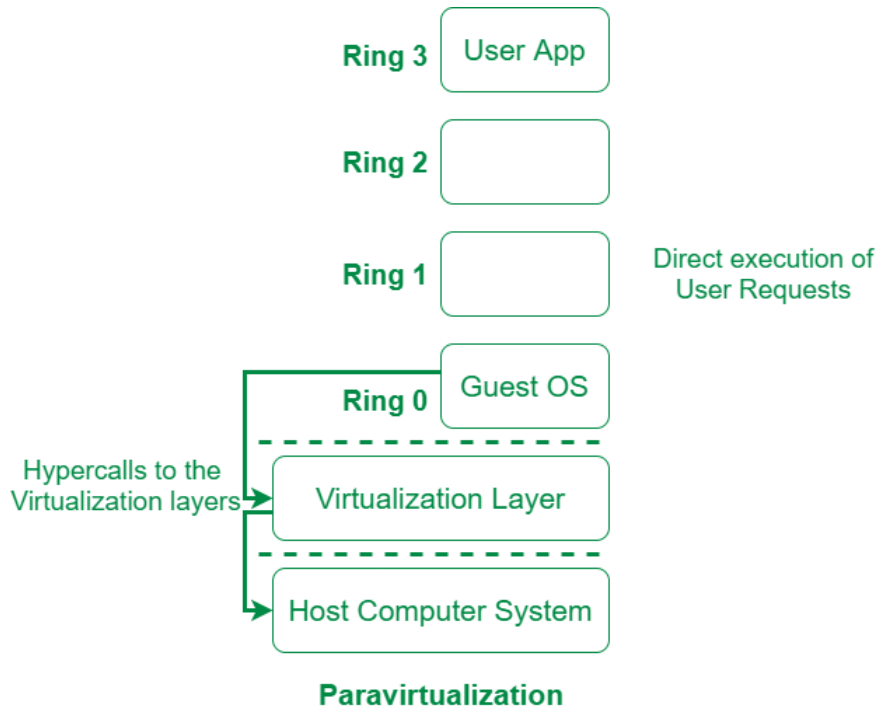 Ring 3
User App
Ring 2
Ring 1
Direct execution of
User Requests
Ring 0
Guest OS
Hypercalls to the
Virtualization layers
Virtualization Layer
Host Computer System
Paravirtualization